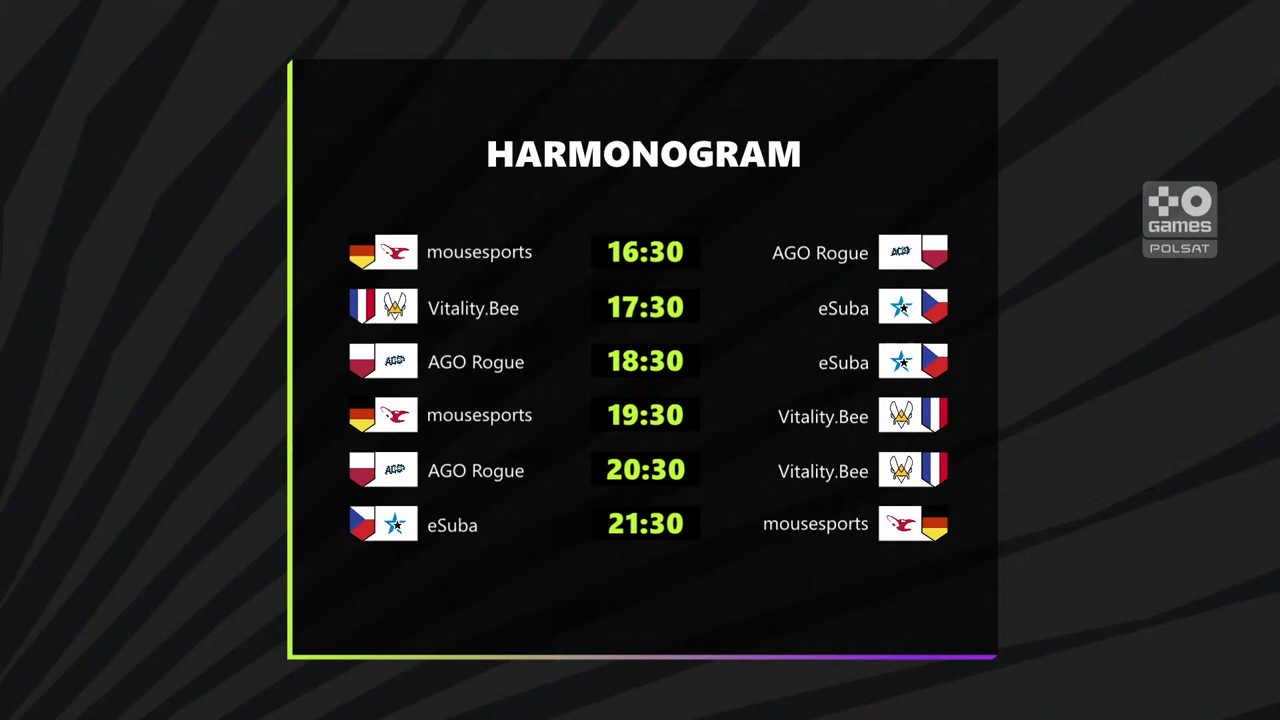 HARMONOGRAM
mousesports 16:30 AGO Rogue
Vitality.Bee 17:30 eSuba
AGO Rogue 18:30 eSuba
mousesports 19:30 Vitality.Bee
AGO Rogue 20:30 Vitality.Bee
eSuba 21:30 mousesports
games
POLSAT